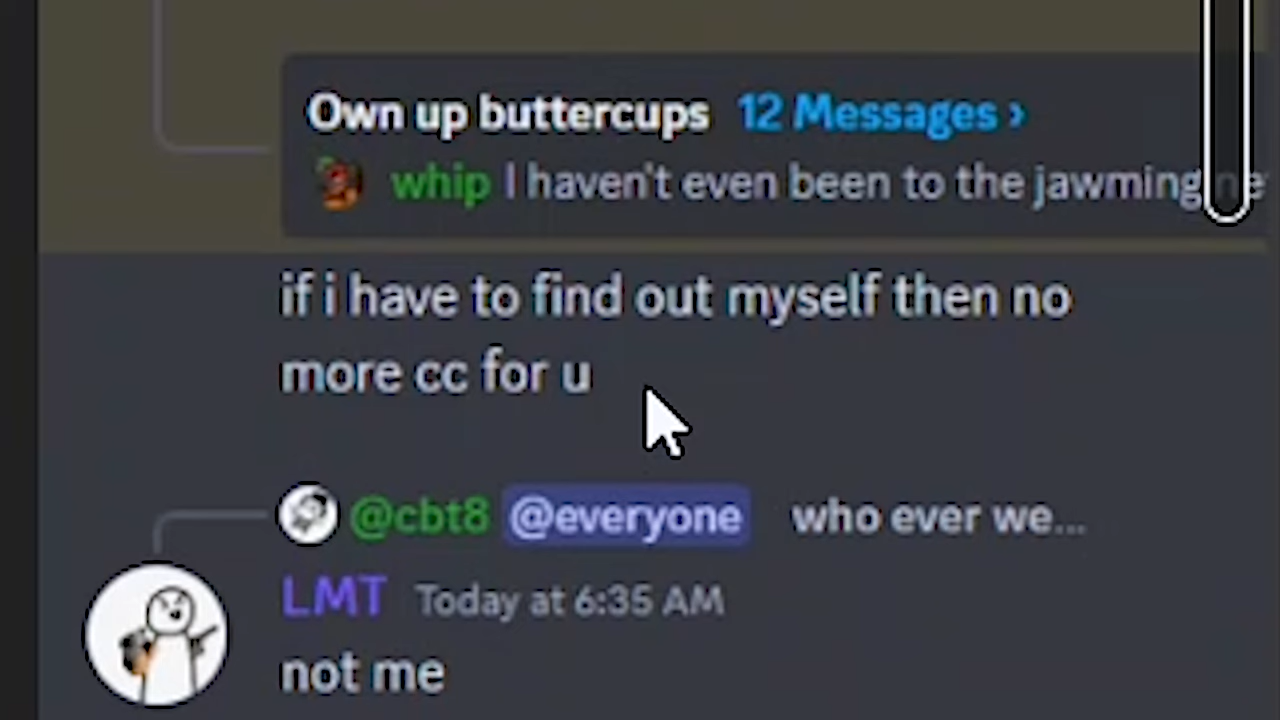 Own up buttercups 12 Messages ›
whip I haven't even been to the jawming
if i have to find out myself then no
more cc for u
@cbt8 @everyone who ever we...
LMT Today at 6:35 AM
not me